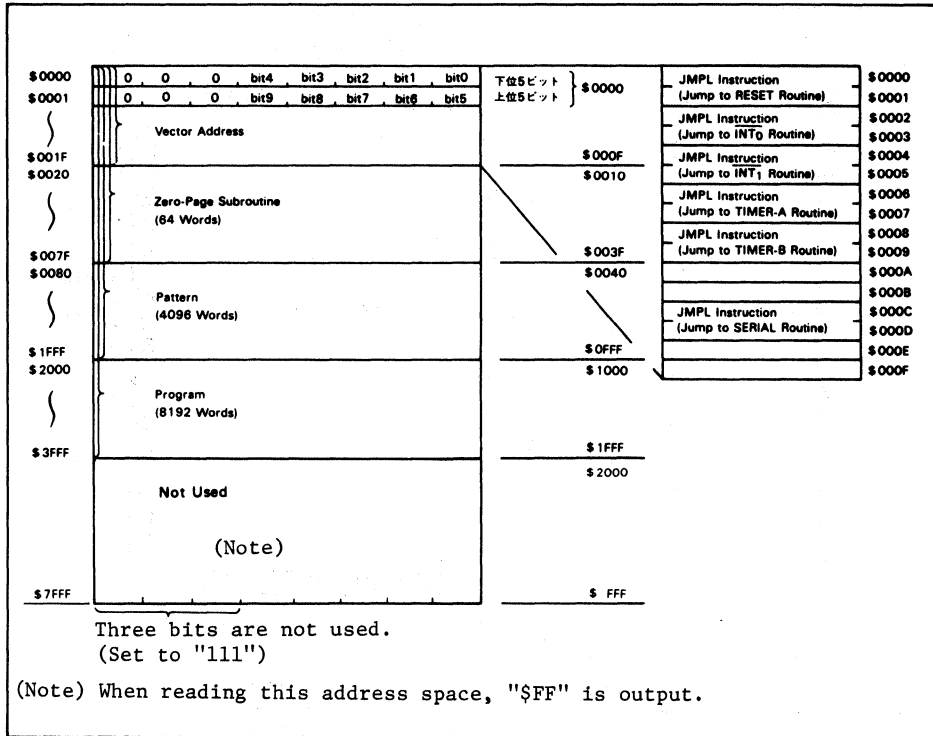 $0000
$0001
$001F
$0020
$007F
$0080
$1FFF
$2000
$3FFF
$7FFF
0 0 0 bit4 bit3 bit2 bit1 bit0
0 0 0 bit9 bit8 bit7 bit6 bit5
Vector Address
Zero-Page Subroutine
(64 Words)
Pattern
(4096 Words)
Program
(8192 Words)
Not Used
(Note)
下位5ビット
上位5ビット
$0000
$000F
$0010
$003F
$0040
$0FFF
$1000
$1FFF
$2000
$ FFF
JMPL Instruction
(Jump to RESET Routine)
JMPL Instruction
(Jump to INT0 Routine)
JMPL Instruction
(Jump to INT1 Routine)
JMPL Instruction
(Jump to TIMER-A Routine)
JMPL Instruction
(Jump to TIMER-B Routine)
JMPL Instruction
(Jump to SERIAL Routine)
$0000
$0001
$0002
$0003
$0004
$0005
$0006
$0007
$0008
$0009
$000A
$000B
$000C
$000D
$000E
$000F
Three bits are not used.
(Set to "111")
(Note) When reading this address space, "$FF" is output.